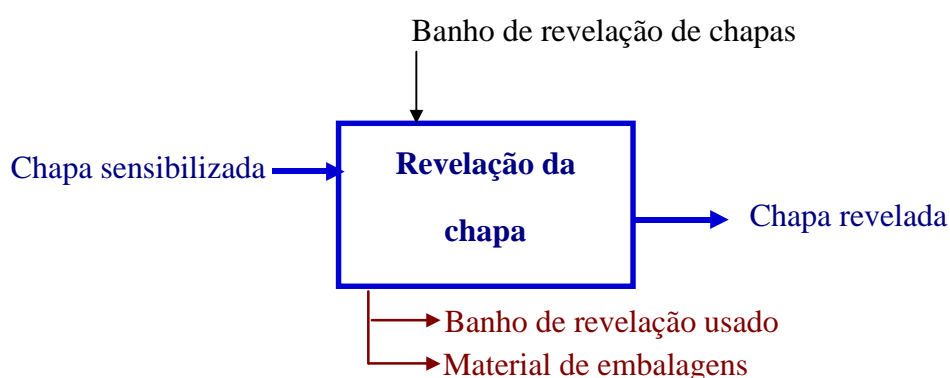 Banho de revelação de chapas
Chapa sensibilizada
Revelação da
chapa
Chapa revelada
Banho de revelação usado
Material de embalagens